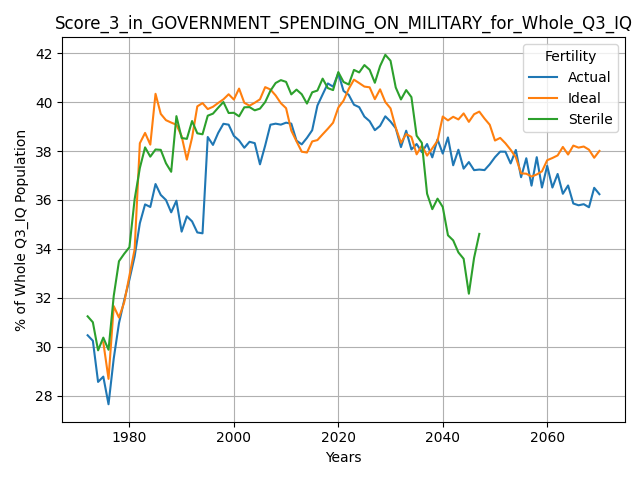 Score_3_in_GOVERNMENT_SPENDING_ON_MILITARY_for_Whole_Q3_IQ
% of Whole Q3_IQ Population
42
40
38
36
34
32
30
28
Fertility
Actual
Ideal
Sterile
1980
2000
2020
2040
2060
Years